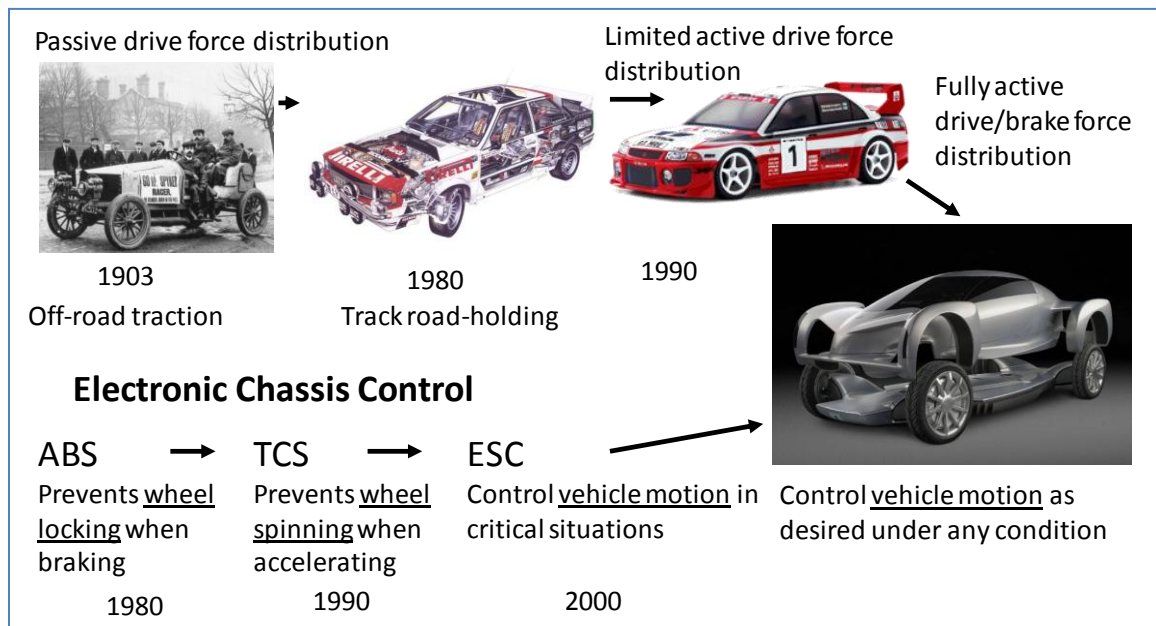 Passive drive force distribution
Limited active drive force
distribution
Fully active
drive/brake force
distribution
RACER,
PIRELLI
1
1903
1980
1990
Off-road traction
Track road-holding
Electronic Chassis Control
ABS
TCS
ESC
Prevents wheel
locking when
braking
Prevents wheel
spinning when
accelerating
Control vehicle motion in
critical situations
Control vehicle motion as
desired under any condition
1980
1990
2000